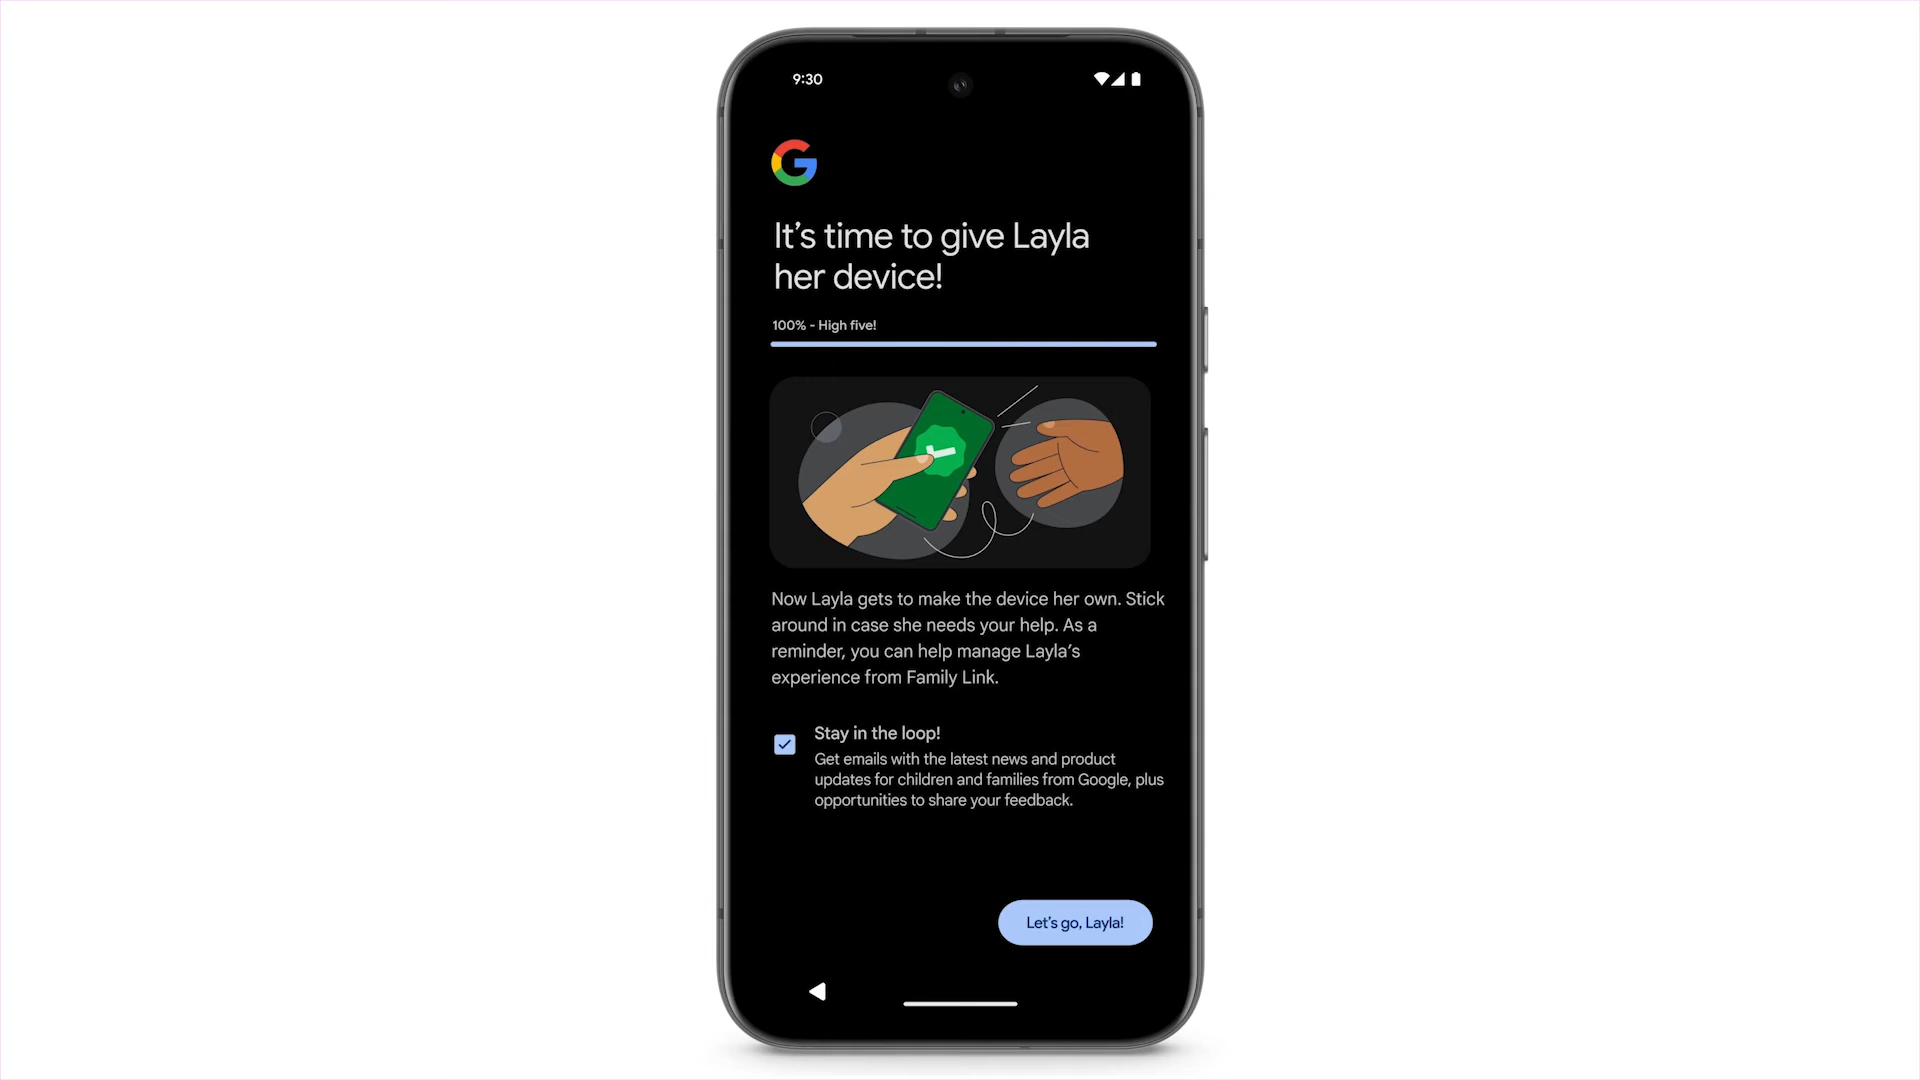 9:30
It’s time to give Layla
her device!
100% - High five!
Now Layla gets to make the device her own. Stick
around in case she needs your help. As a
reminder, you can help manage Layla’s
experience from Family Link.
Stay in the loop!
Get emails with the latest news and product
updates for children and families from Google, plus
opportunities to share your feedback.
Let’s go, Layla!